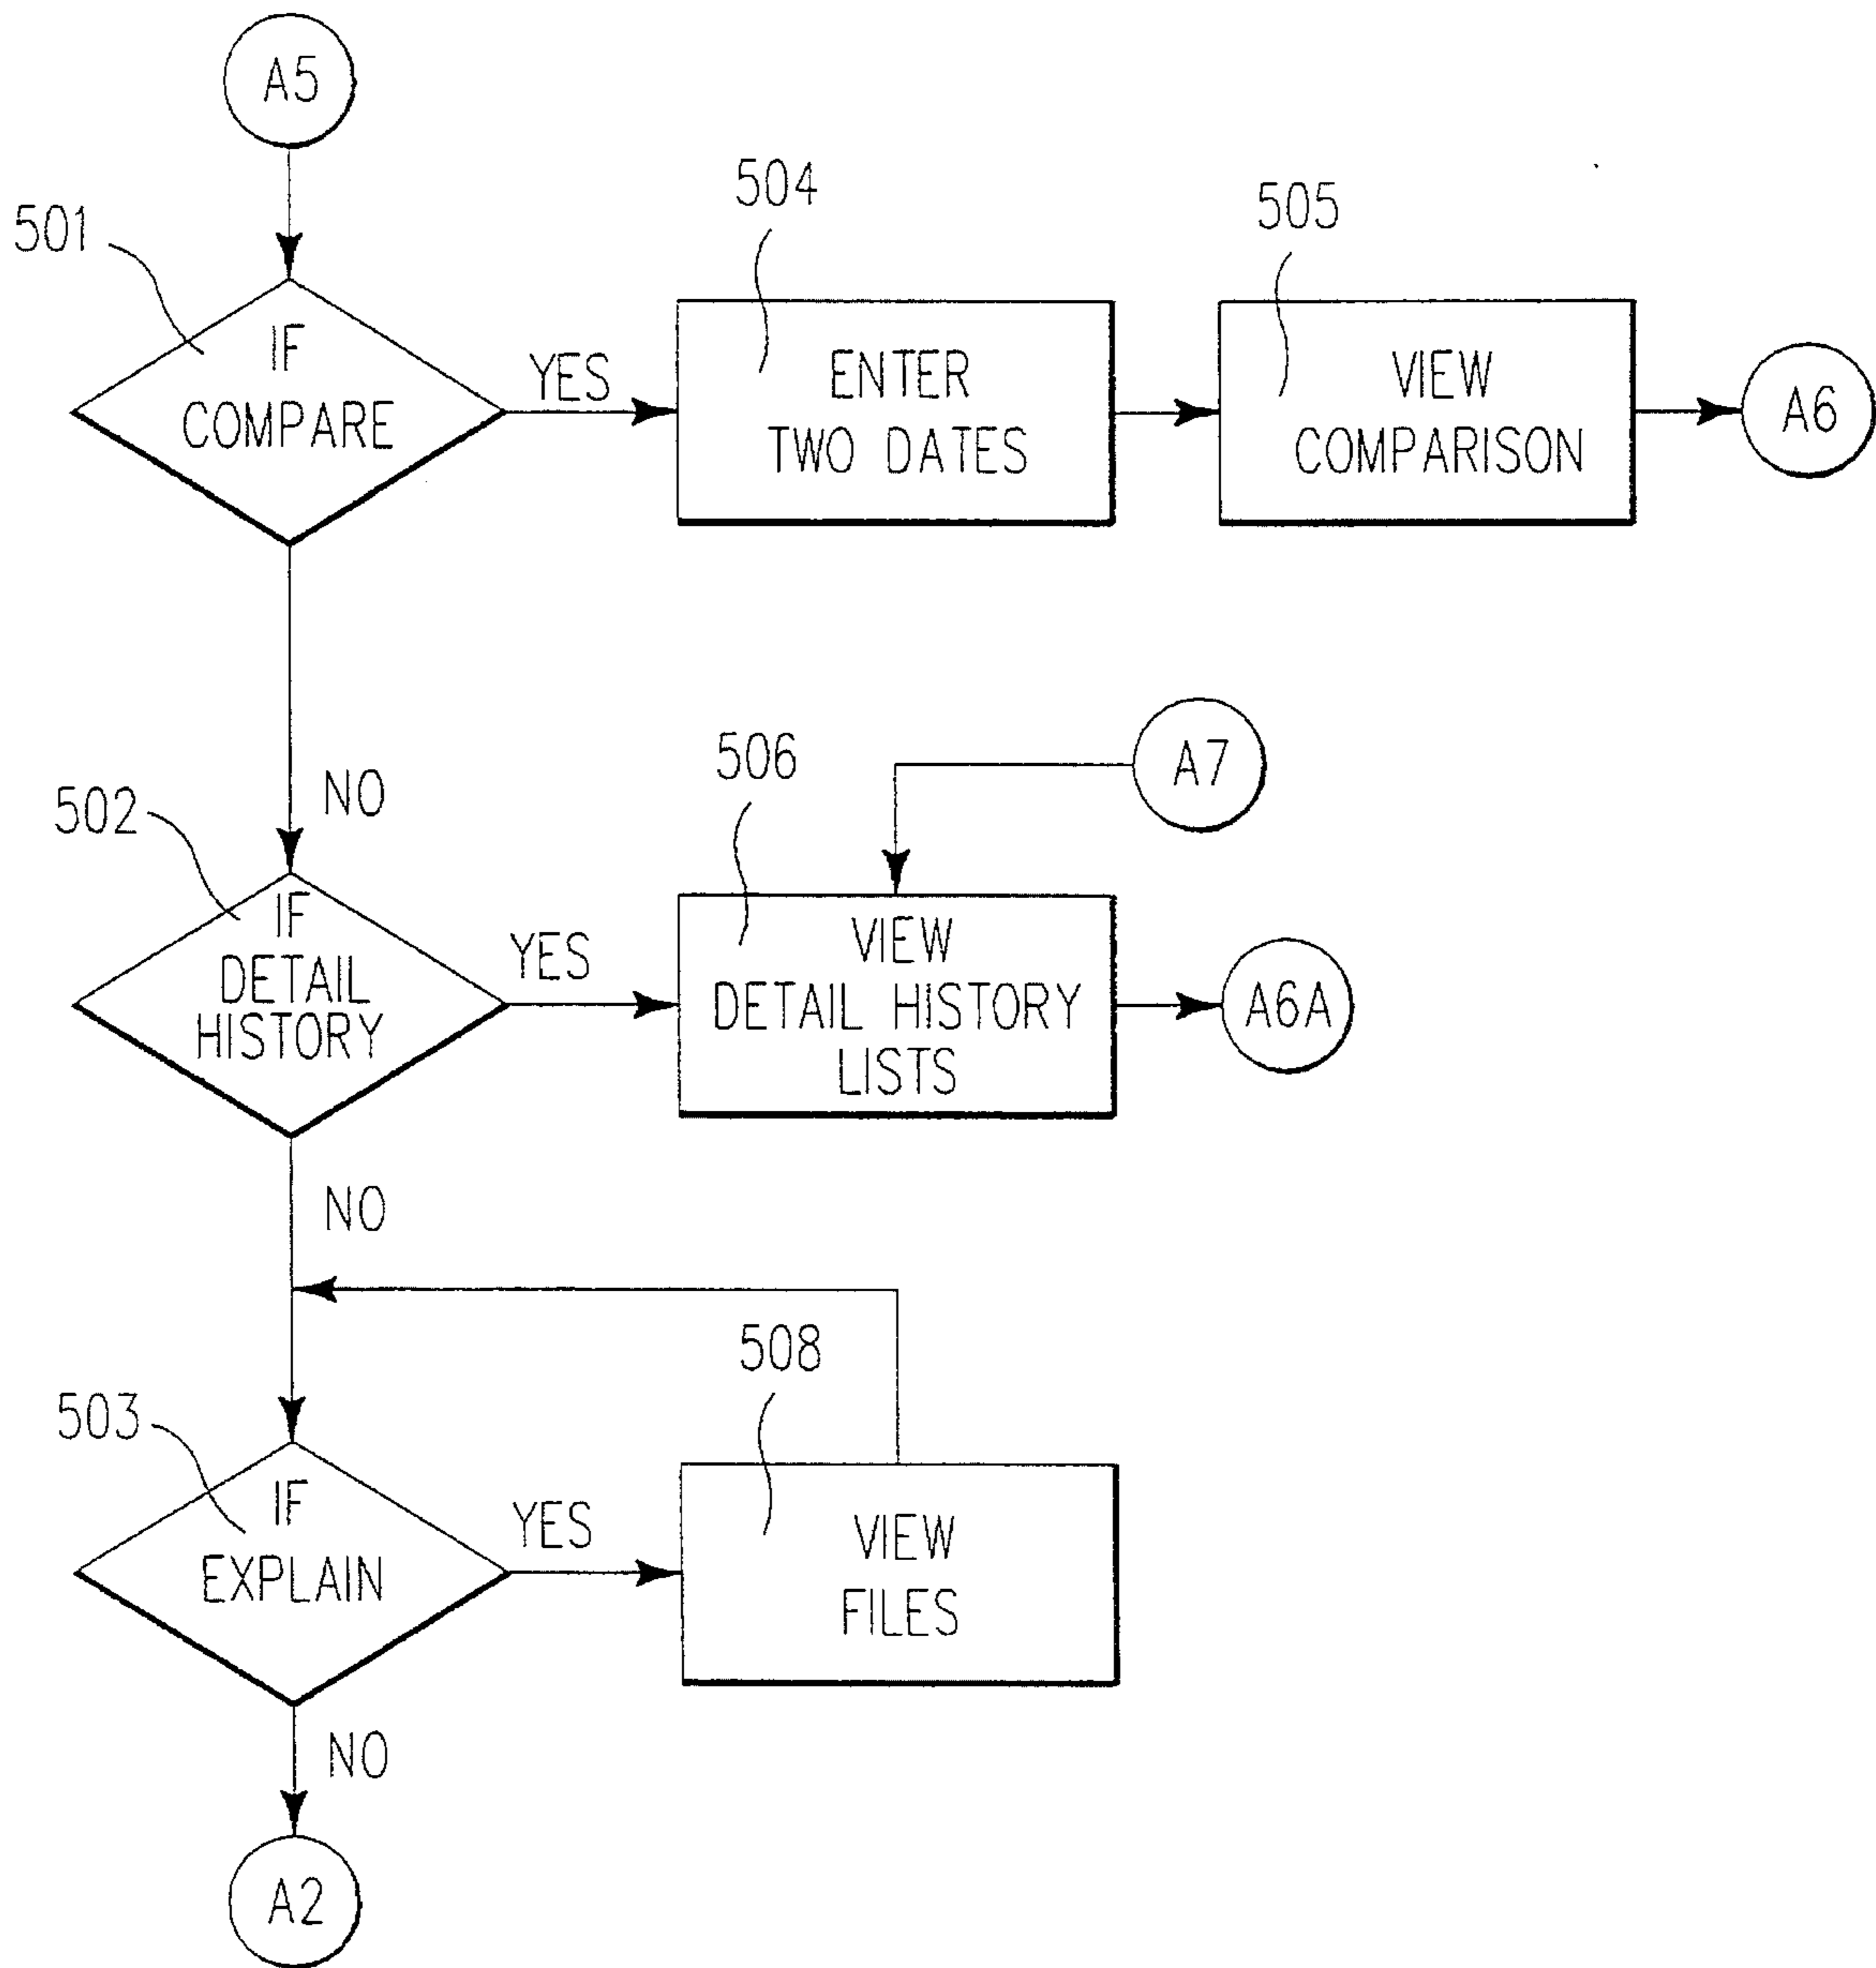 A5
501
IF
COMPARE
YES
504
ENTER
TWO DATES
505
VIEW
COMPARISON
A6
NO
502
IF
DETAIL
HISTORY
YES
506
VIEW
DETAIL HISTORY
LISTS
A7
A6A
NO
503
IF
EXPLAIN
YES
508
VIEW
FILES
NO
A2